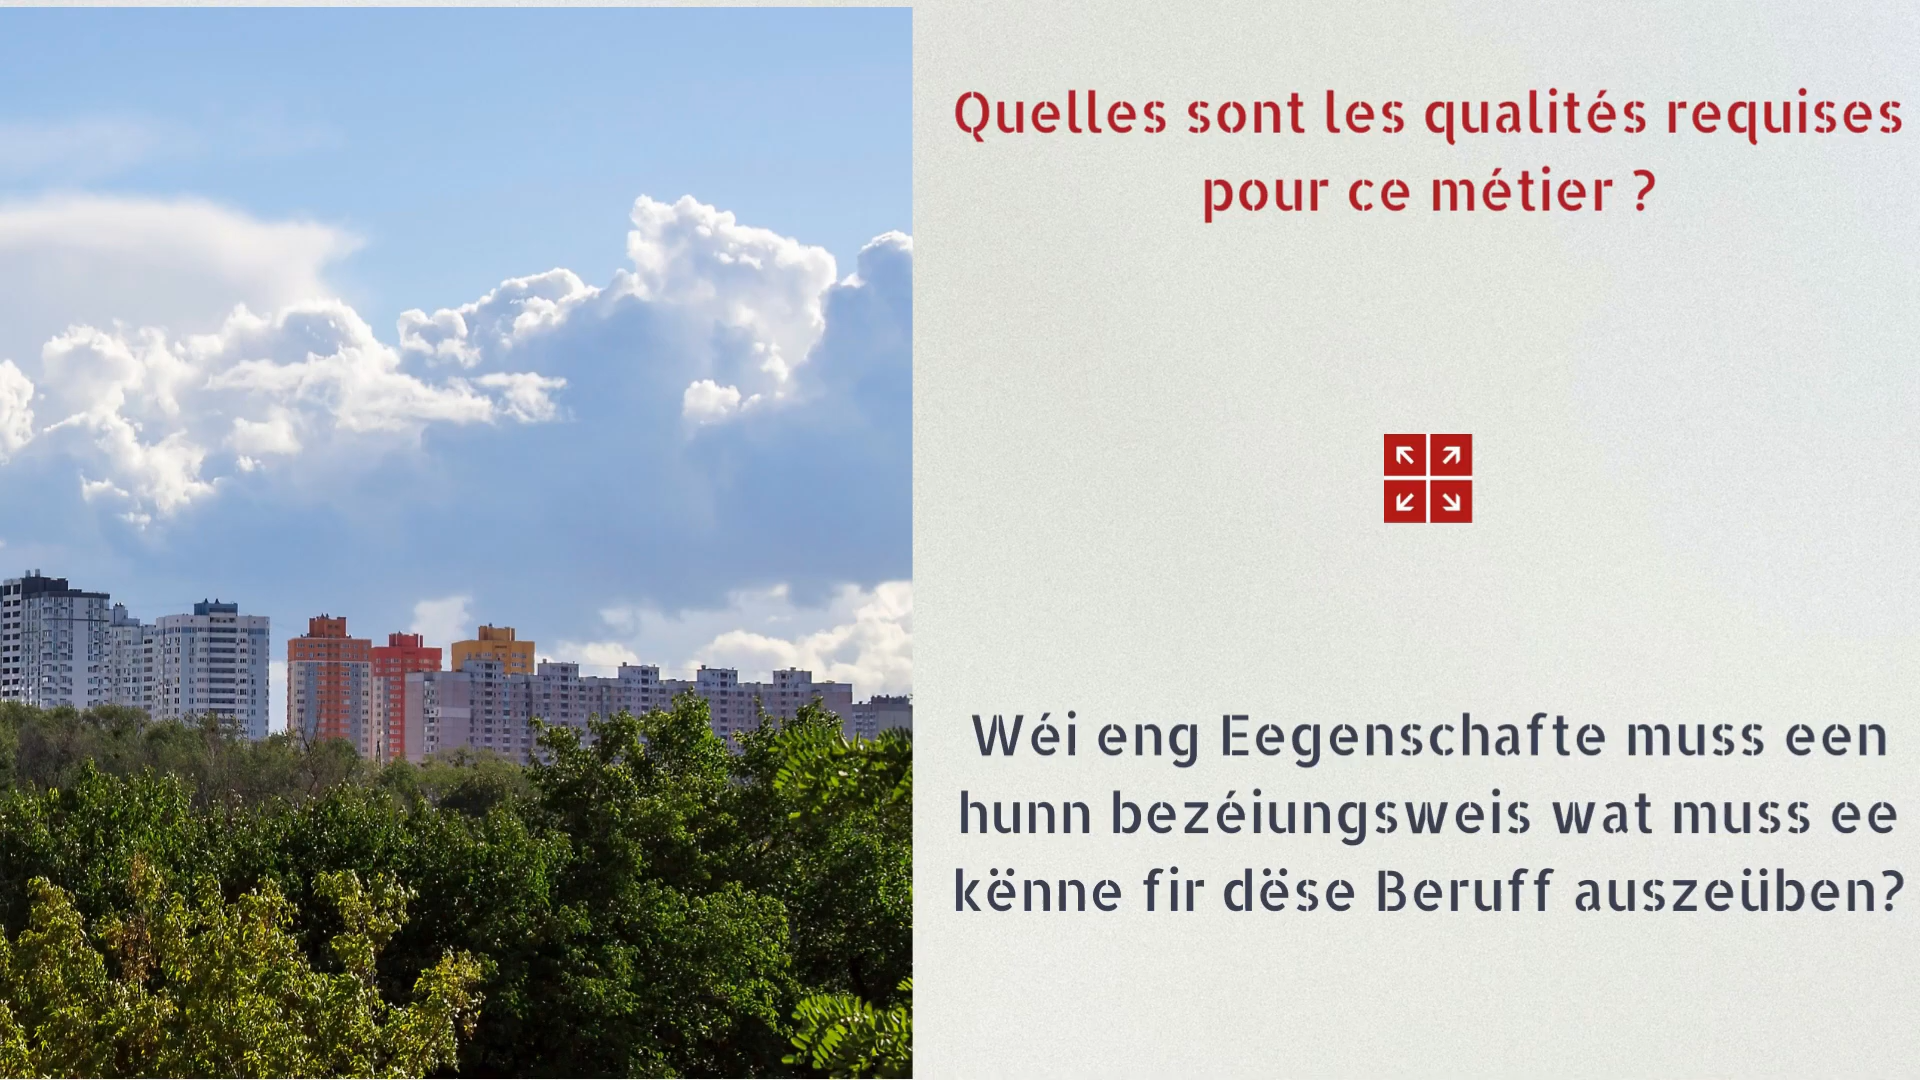 Quelles sont les qualités requises
pour ce métier ?
Wéi eng Eegenschafte muss een
hunn bezéiungsweis wat muss ee
kënne fir dëse Beruff auszeüben?